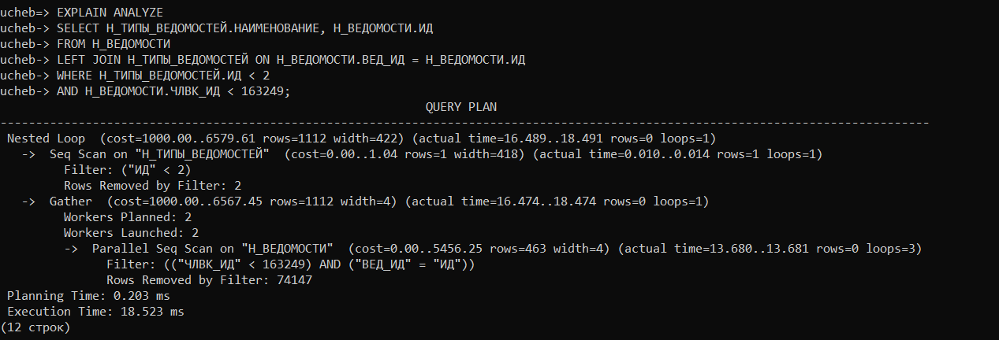 ucheb=> EXPLAIN ANALYZE
ucheb-> SELECT Н_ТИПЫ_ВЕДОМОСТЕЙ.НАИМЕНОВАНИЕ, Н_ВЕДОМОСТИ.ИД
ucheb-> FROM Н_ВЕДОМОСТИ
ucheb-> LEFT JOIN Н_ТИПЫ_ВЕДОМОСТЕЙ ON Н_ВЕДОМОСТИ.ВЕД_ИД = Н_ВЕДОМОСТИ.ИД
ucheb-> WHERE Н_ТИПЫ_ВЕДОМОСТЕЙ.ИД < 2
ucheb-> AND Н_ВЕДОМОСТИ.ЧЛВК_ИД < 163249;
QUERY PLAN
-----------------------------------------------------------------------------------------------------------------------------------
Nested Loop  (cost=1000.00..6579.61 rows=1112 width=422) (actual time=16.489..18.491 rows=0 loops=1)
  ->  Seq Scan on "Н_ТИПЫ_ВЕДОМОСТЕЙ"  (cost=0.00..1.04 rows=1 width=418) (actual time=0.010..0.014 rows=1 loops=1)
        Filter: ("ИД" < 2)
        Rows Removed by Filter: 2
  ->  Gather  (cost=1000.00..6567.45 rows=1112 width=4) (actual time=16.474..18.474 rows=0 loops=1)
        Workers Planned: 2
        Workers Launched: 2
        ->  Parallel Seq Scan on "Н_ВЕДОМОСТИ"  (cost=0.00..5456.25 rows=463 width=4) (actual time=13.680..13.681 rows=0 loops=3)
              Filter: (("ЧЛВК_ИД" < 163249) AND ("ВЕД_ИД" = "ИД"))
              Rows Removed by Filter: 74147
Planning Time: 0.203 ms
Execution Time: 18.523 ms
(12 строк)